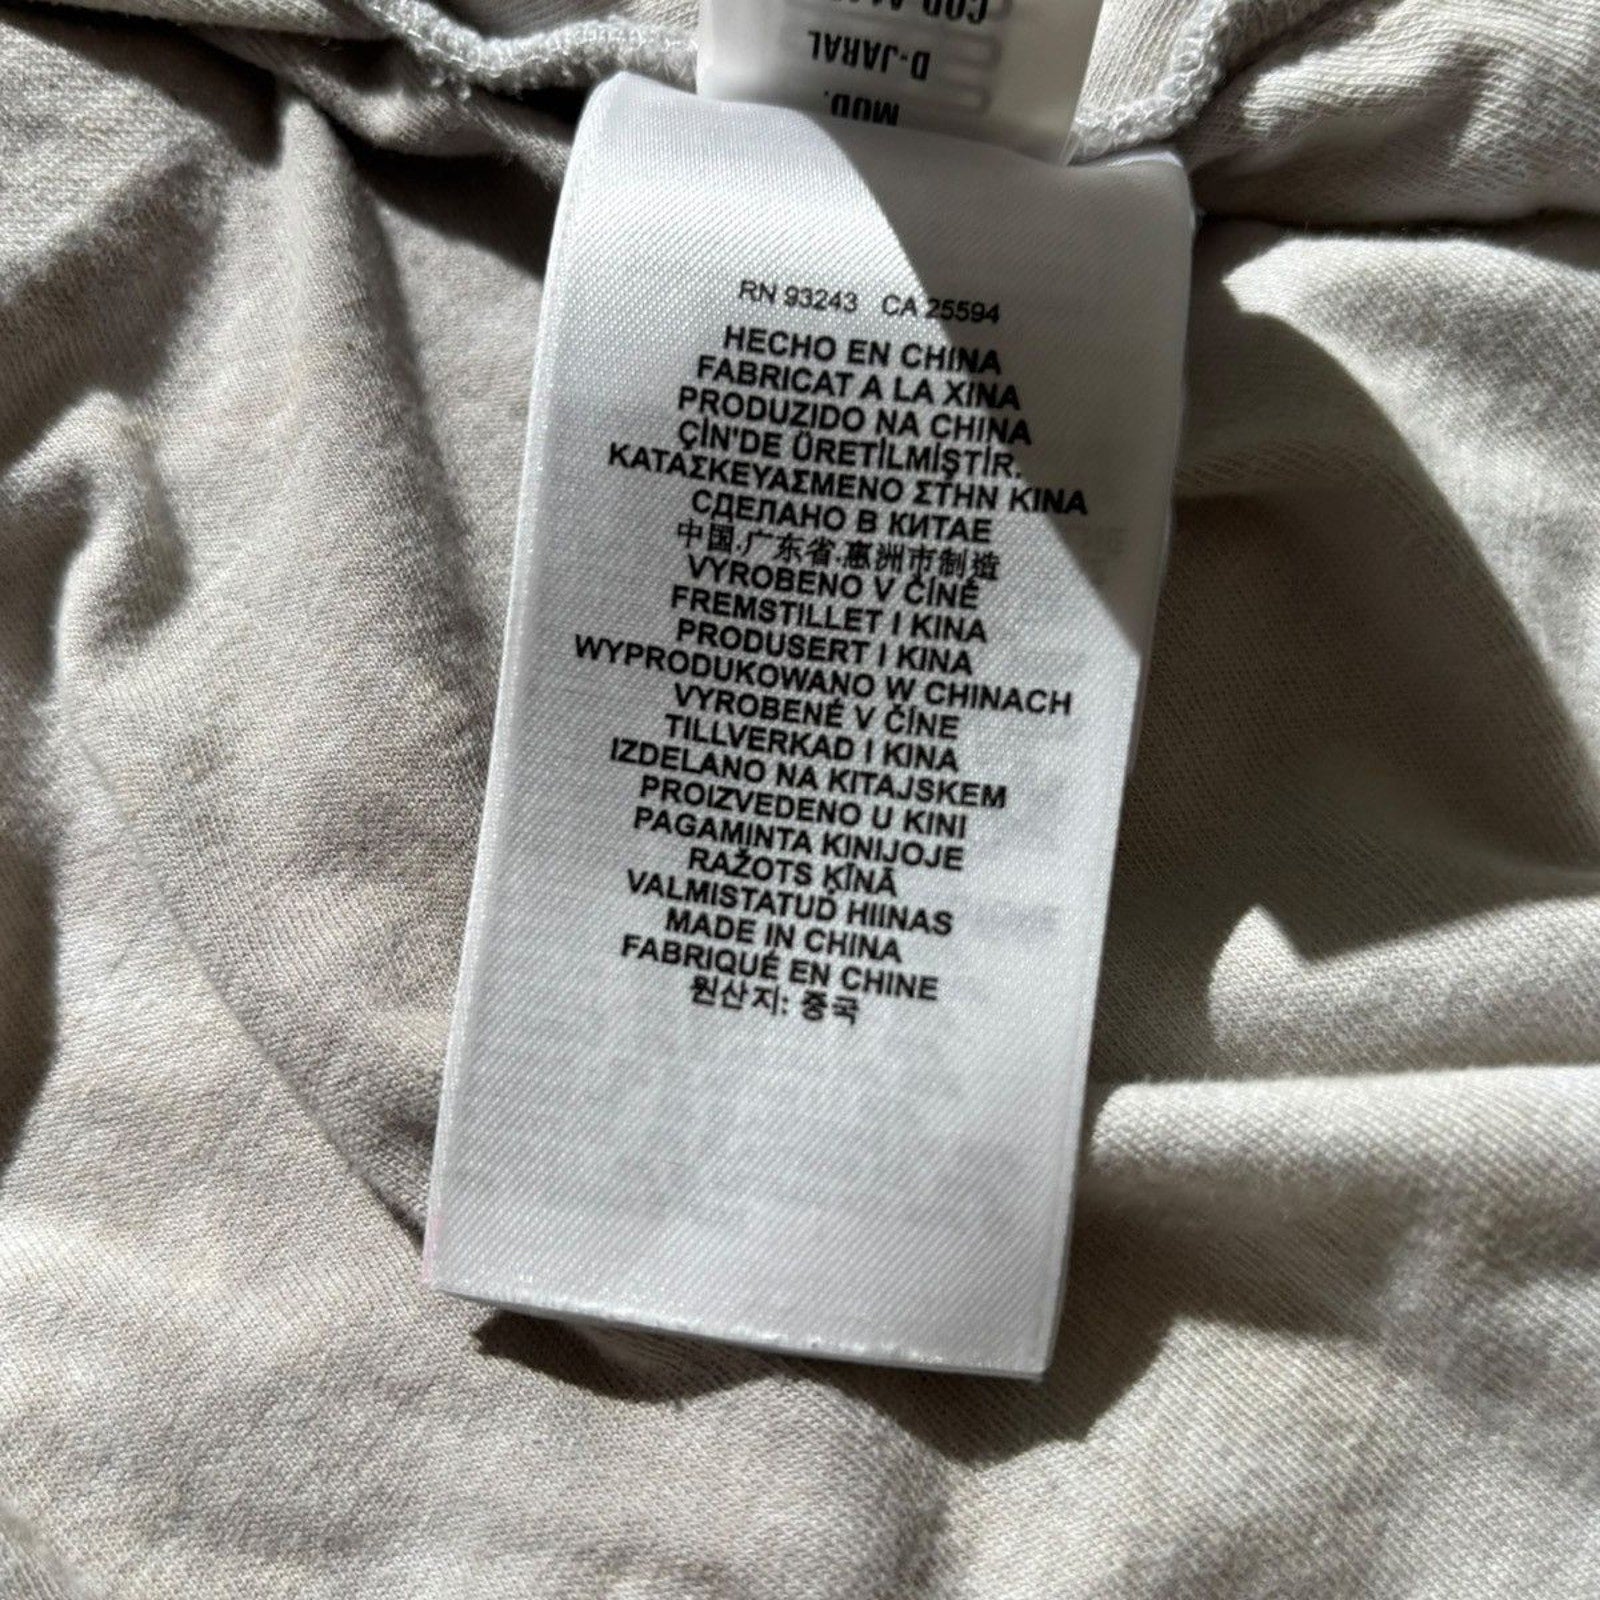 D-JARAL
MOD.
RN 93243 CA 25594
HECHO EN CHINA
FABRICAT A LA XINA
PRODUZIDO NA CHINA
ÇİN'DE ÜRETİLMİŞTİR.
ΚΑΤΑΣΚΕΥΑΣΜΕΝΟ ΣΤΗΝ ΚΙΝΑ
СДЕЛАНО В КИТАЕ
中国.广东省.惠洲市制造
VYROBENO V ČÍNĚ
FREMSTILLET I KINA
PRODUSERT I KINA
WYPRODUKOWANO W CHINACH
VYROBENÉ V ČÍNE
TILLVERKAD I KINA
IZDELANO NA KITAJSKEM
PROIZVEDENO U KINI
PAGAMINTA KINIJOJE
RAŽOTS ĶĪNĀ
VALMISTATUD HIINAS
MADE IN CHINA
FABRIQUÉ EN CHINE
원산지: 중국